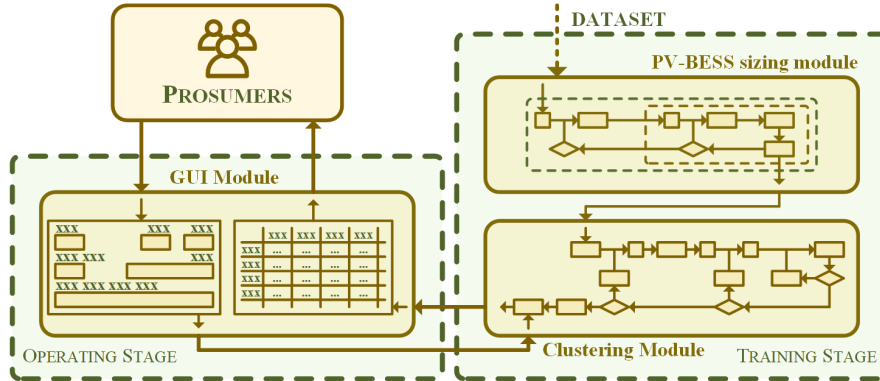 DATASET
PROSUMERS
PV-BESS sizing module
GUI Module
XXX
XXX XXX
XXX XXX XXX
XXX XXX XXX XXX
XXX XXX XXX XXX
XXX ... ... ... ...
XXX ... ... ... ...
XXX ... ... ... ...
XXX ... ... ... ...
Clustering Module
OPERATING STAGE
TRAINING STAGE